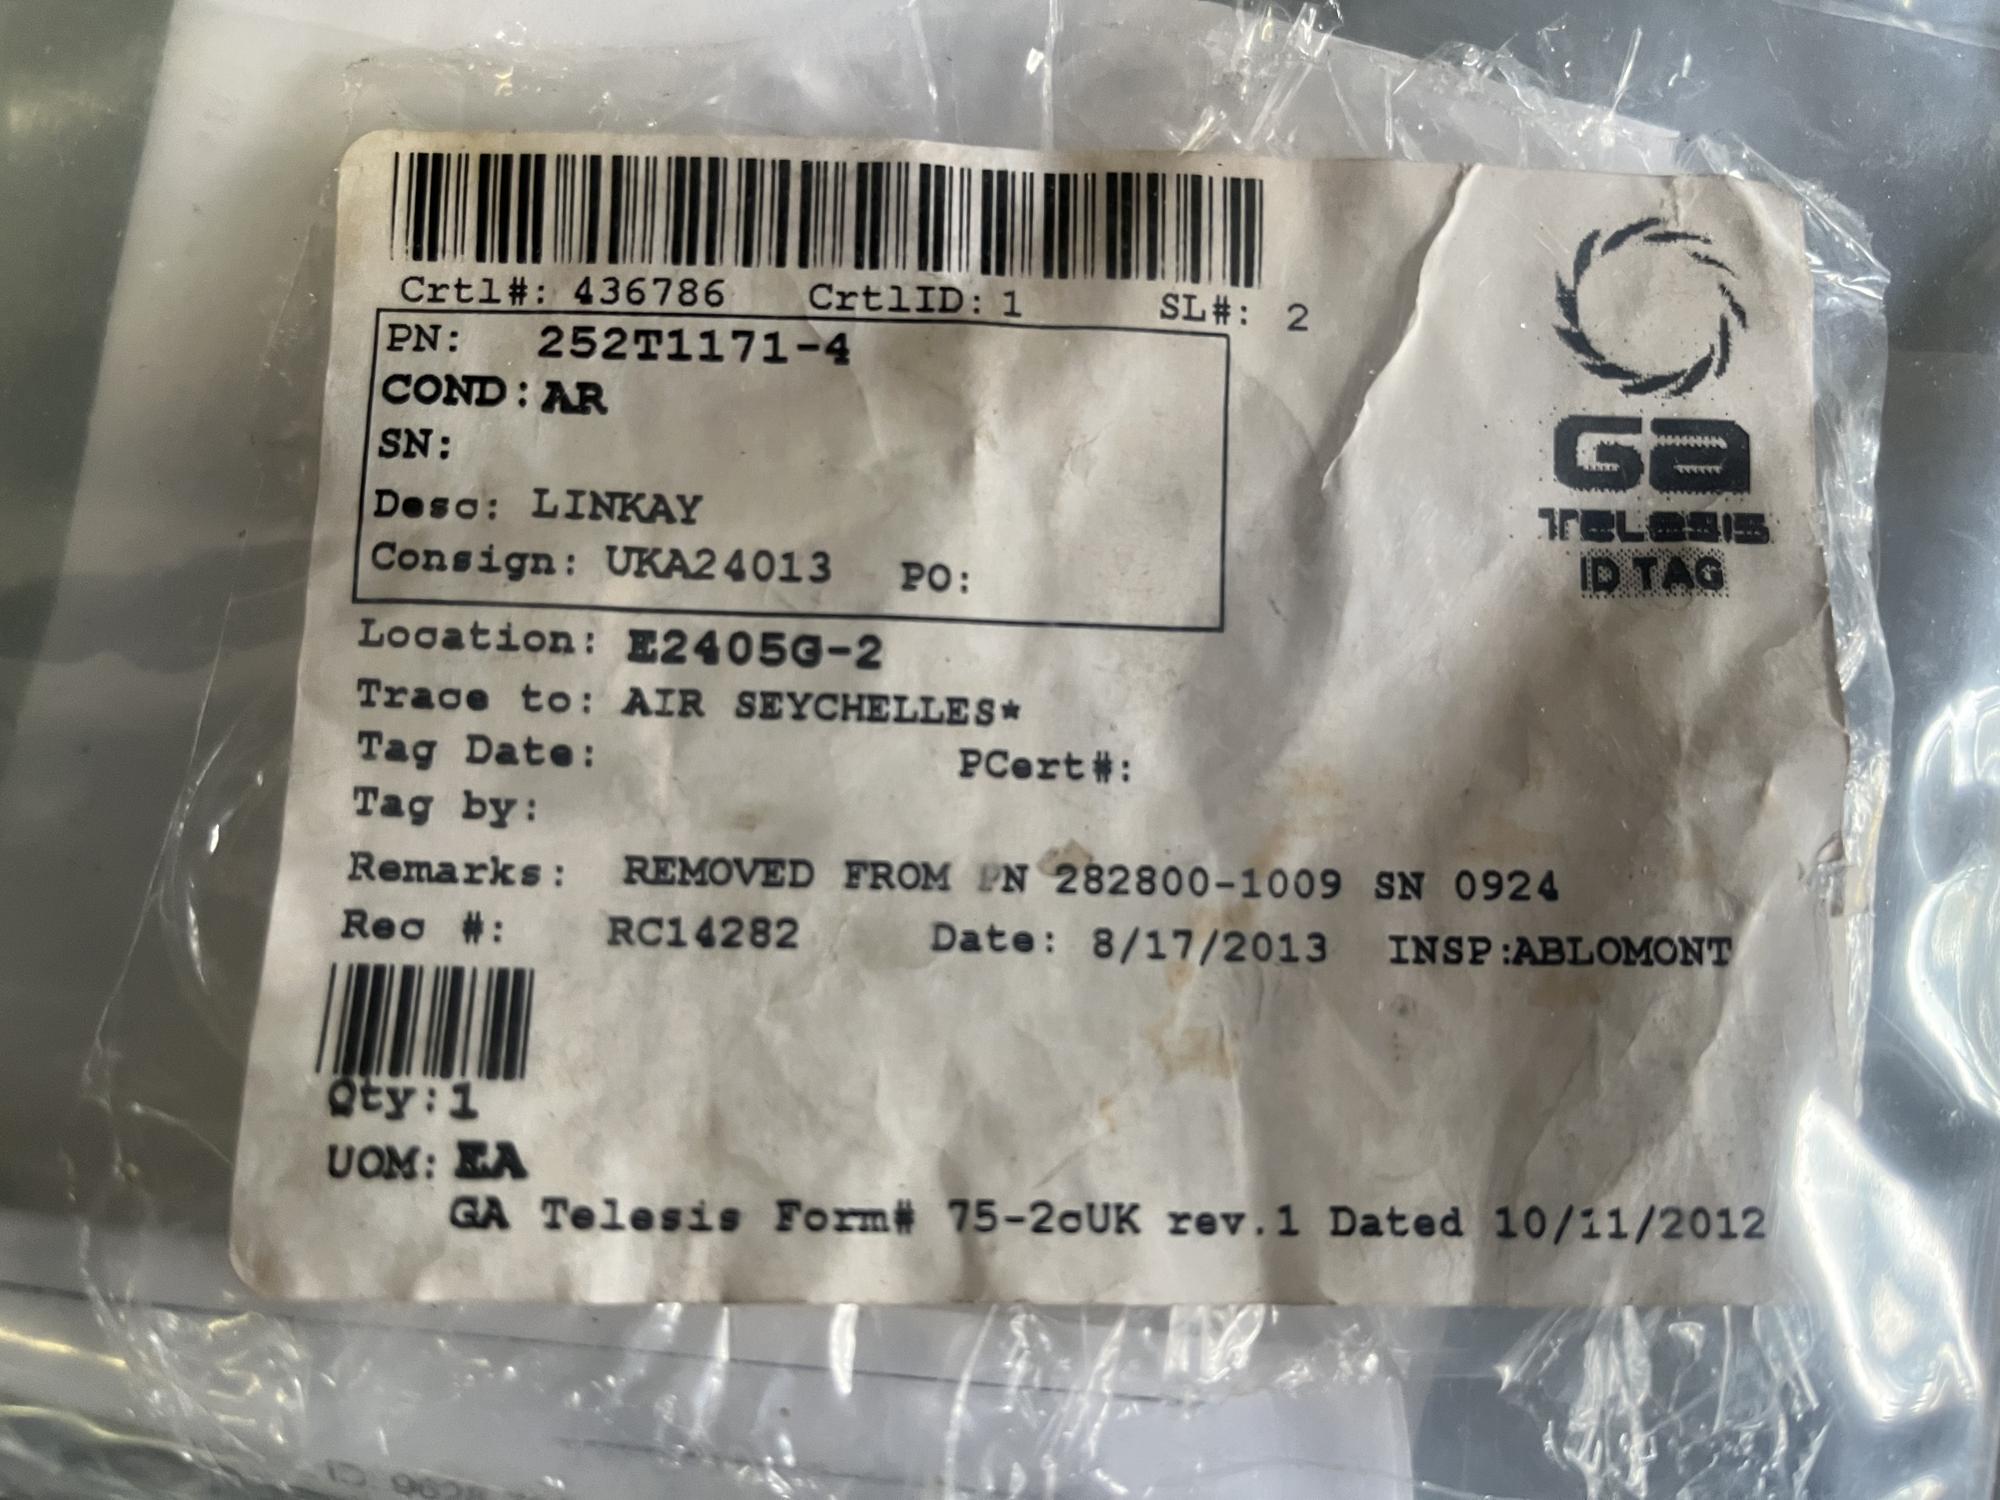 Crtl#: 436786 CrtlID: 1 SL#: 2
PN: 252T1171-4
COND: AR
SN:
Desc: LINKAY
Consign: UKA24013 PO:
Location: E2405G-2
Trace to: AIR SEYCHELLES*
Tag Date: PCert#:
Tag by:
Remarks: REMOVED FROM PN 282800-1009 SN 0924
Rec #: RC14282 Date: 8/17/2013 INSP:ABLOMONT
Qty: 1
UOM: EA
GA Telesis Form# 75-2cUK rev.1 Dated 10/11/2012
Ga
TELESIS
ID TAG